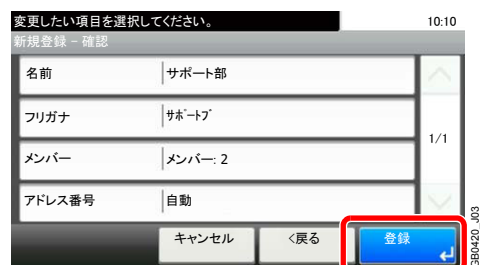 変更したい項目を選択してください。 10:10
新規登録 - 確認
名前 サポート部
フリガナ ｻﾎﾟｰﾄﾌﾞ
メンバー メンバー: 2
1/1
アドレス番号 自動
キャンセル <戻る 登録
GB0420_J03